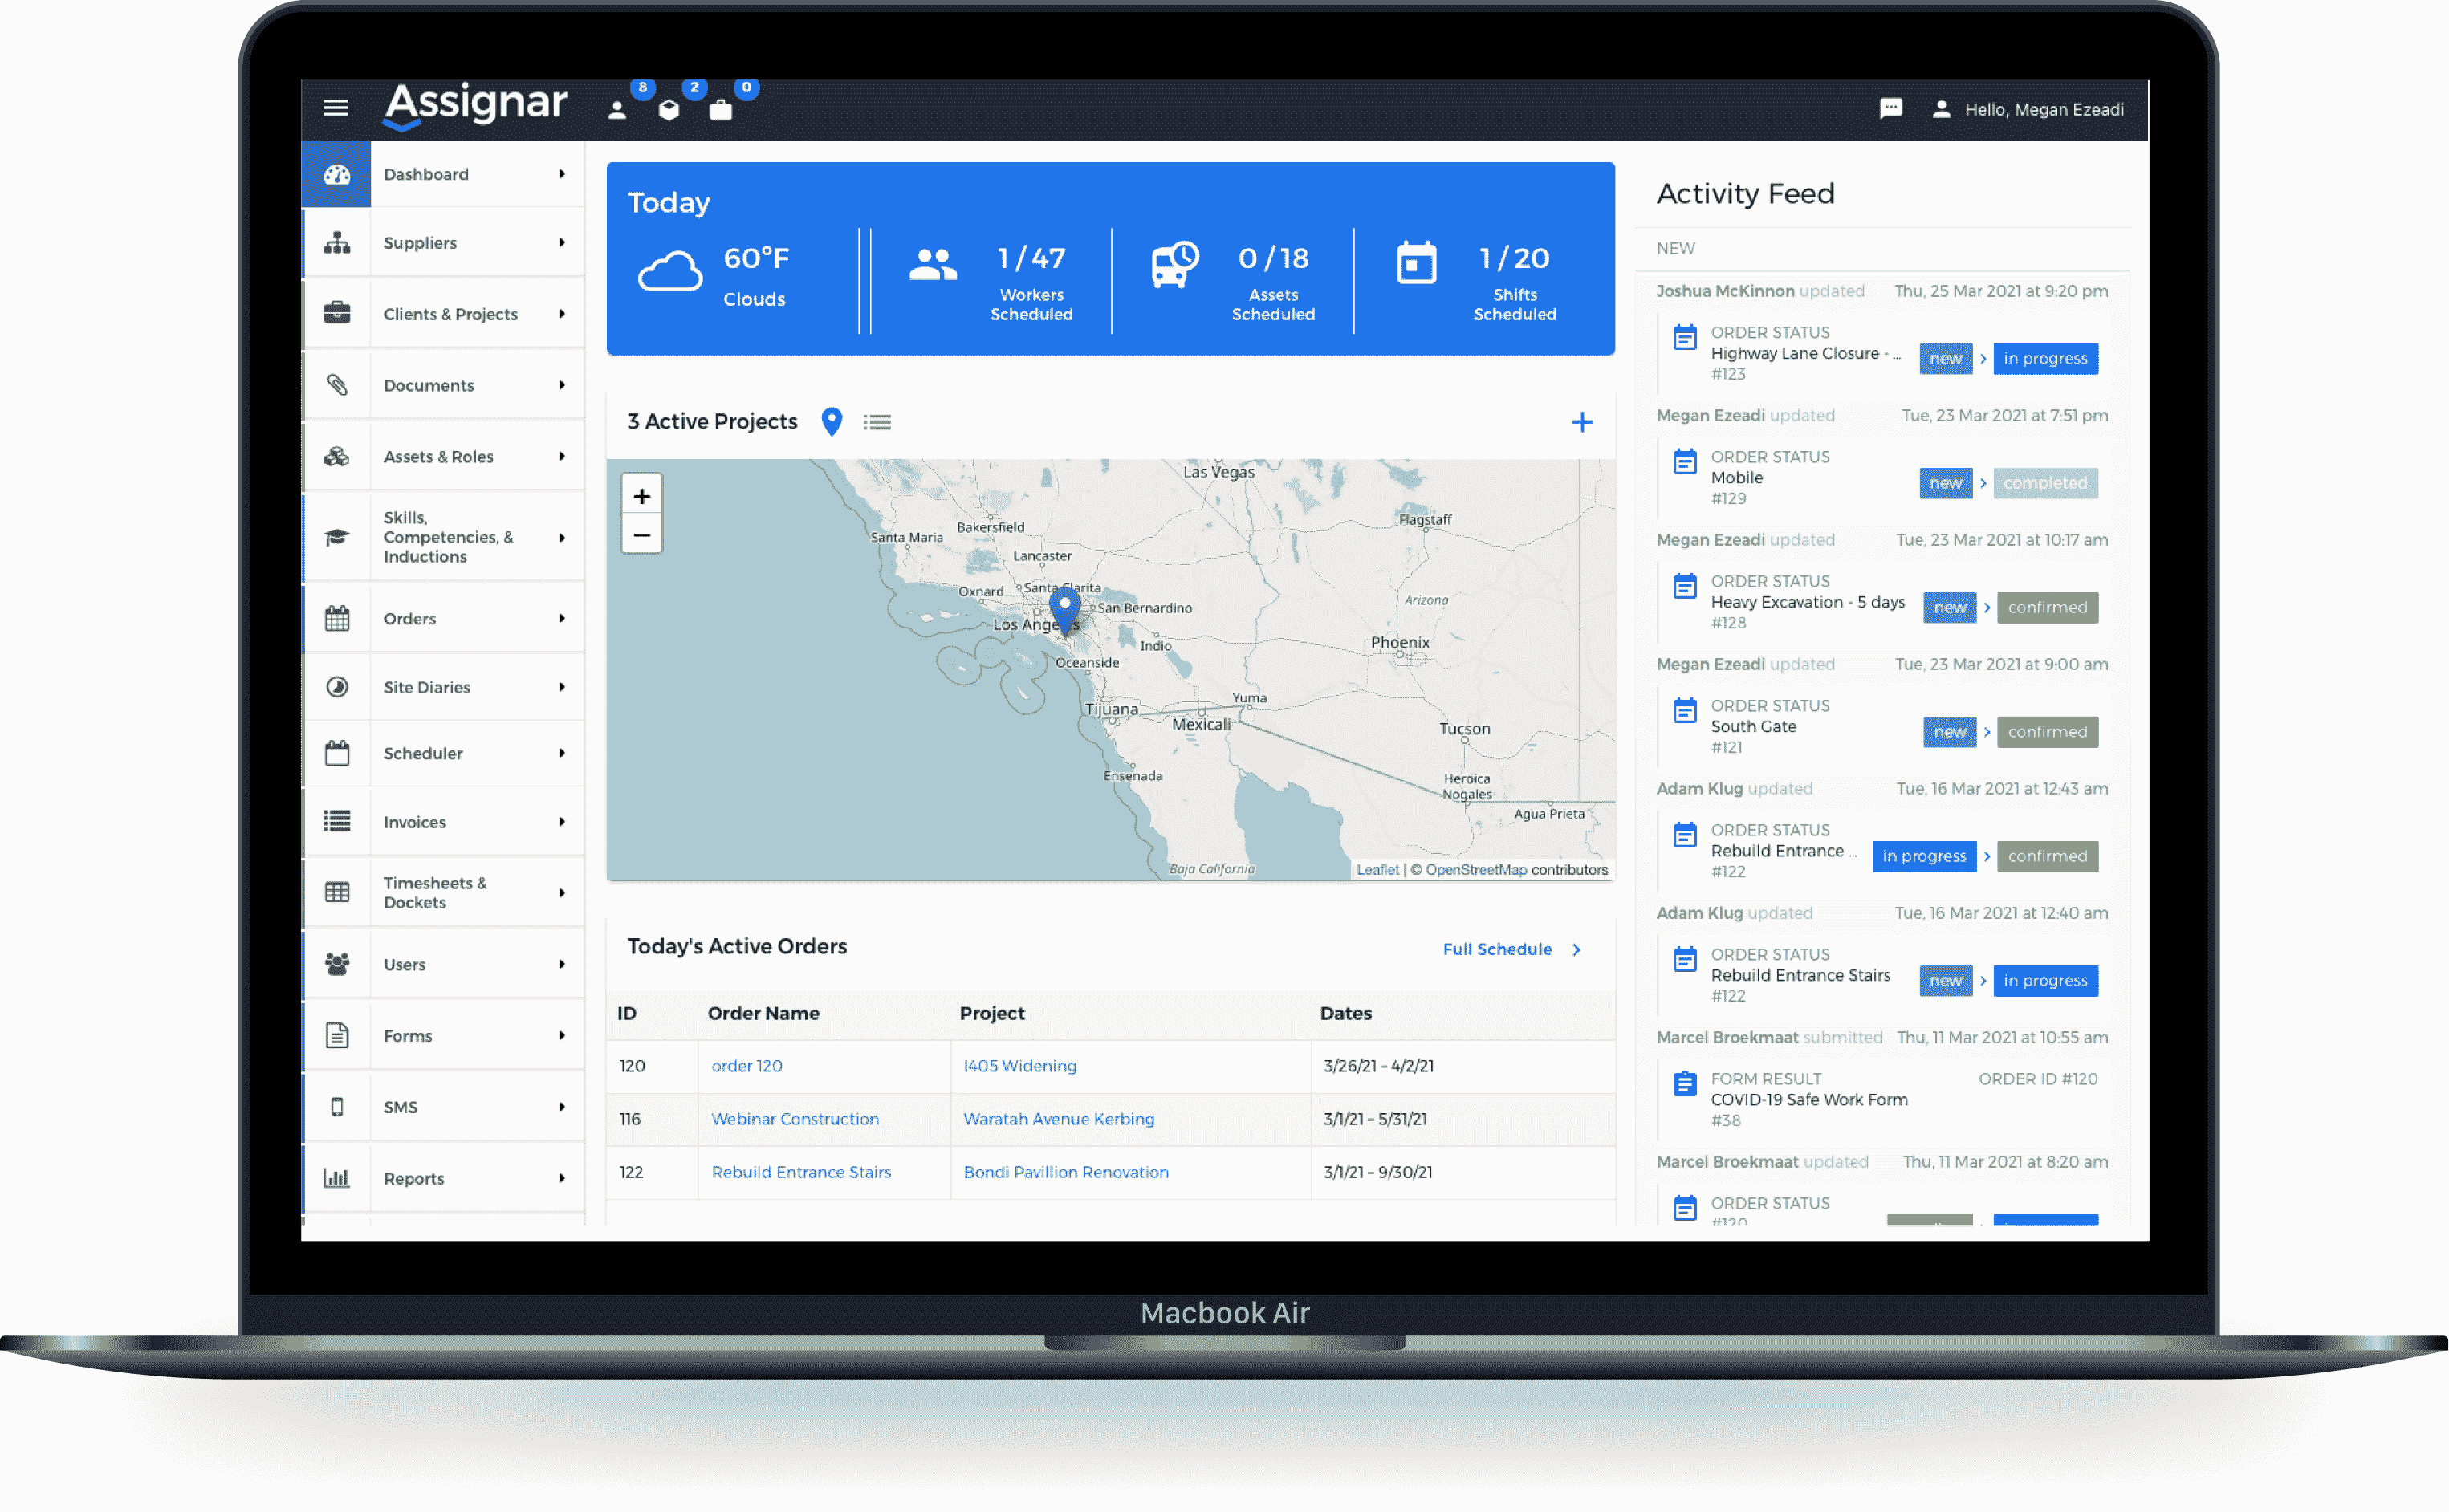 Assignar
8
2
0
Hello, Megan Ezeadi
Dashboard
Suppliers
Clients & Projects
Documents
Assets & Roles
Skills,
Competencies, &
Inductions
Orders
Site Diaries
Scheduler
Invoices
Timesheets &
Dockets
Users
Forms
SMS
Reports
Today
60°F
Clouds
1 / 47
Workers
Scheduled
0 / 18
Assets
Scheduled
1 / 20
Shifts
Scheduled
3 Active Projects
+
−
Las Vegas
Flagstaff
Bakersfield
Santa Maria
Lancaster
Santa Clarita
Oxnard
San Bernardino
Arizona
Los Angeles
Indio
Phoenix
Oceanside
Yuma
Tijuana
Mexicali
Tucson
Ensenada
Heroica
Nogales
Agua Prieta
Baja California
Leaflet | © OpenStreetMap contributors
Today's Active Orders
Full Schedule
ID Order Name Project Dates
120 order 120 I405 Widening 3/26/21 - 4/2/21
116 Webinar Construction Waratah Avenue Kerbing 3/1/21 - 5/31/21
122 Rebuild Entrance Stairs Bondi Pavillion Renovation 3/1/21 - 9/30/21
Activity Feed
NEW
Joshua McKinnon updated Thu, 25 Mar 2021 at 9:20 pm
ORDER STATUS
Highway Lane Closure - ... new > in progress
#123
Megan Ezeadi updated Tue, 23 Mar 2021 at 7:51 pm
ORDER STATUS
Mobile new > completed
#129
Megan Ezeadi updated Tue, 23 Mar 2021 at 10:17 am
ORDER STATUS
Heavy Excavation - 5 days new > confirmed
#128
Megan Ezeadi updated Tue, 23 Mar 2021 at 9:00 am
ORDER STATUS
South Gate new > confirmed
#121
Adam Klug updated Tue, 16 Mar 2021 at 12:43 am
ORDER STATUS
Rebuild Entrance ... in progress > confirmed
#122
Adam Klug updated Tue, 16 Mar 2021 at 12:40 am
ORDER STATUS
Rebuild Entrance Stairs new > in progress
#122
Marcel Broekmaat submitted Thu, 11 Mar 2021 at 10:55 am
FORM RESULT ORDER ID #120
COVID-19 Safe Work Form
#38
Marcel Broekmaat updated Thu, 11 Mar 2021 at 8:20 am
ORDER STATUS
#120
Macbook Air